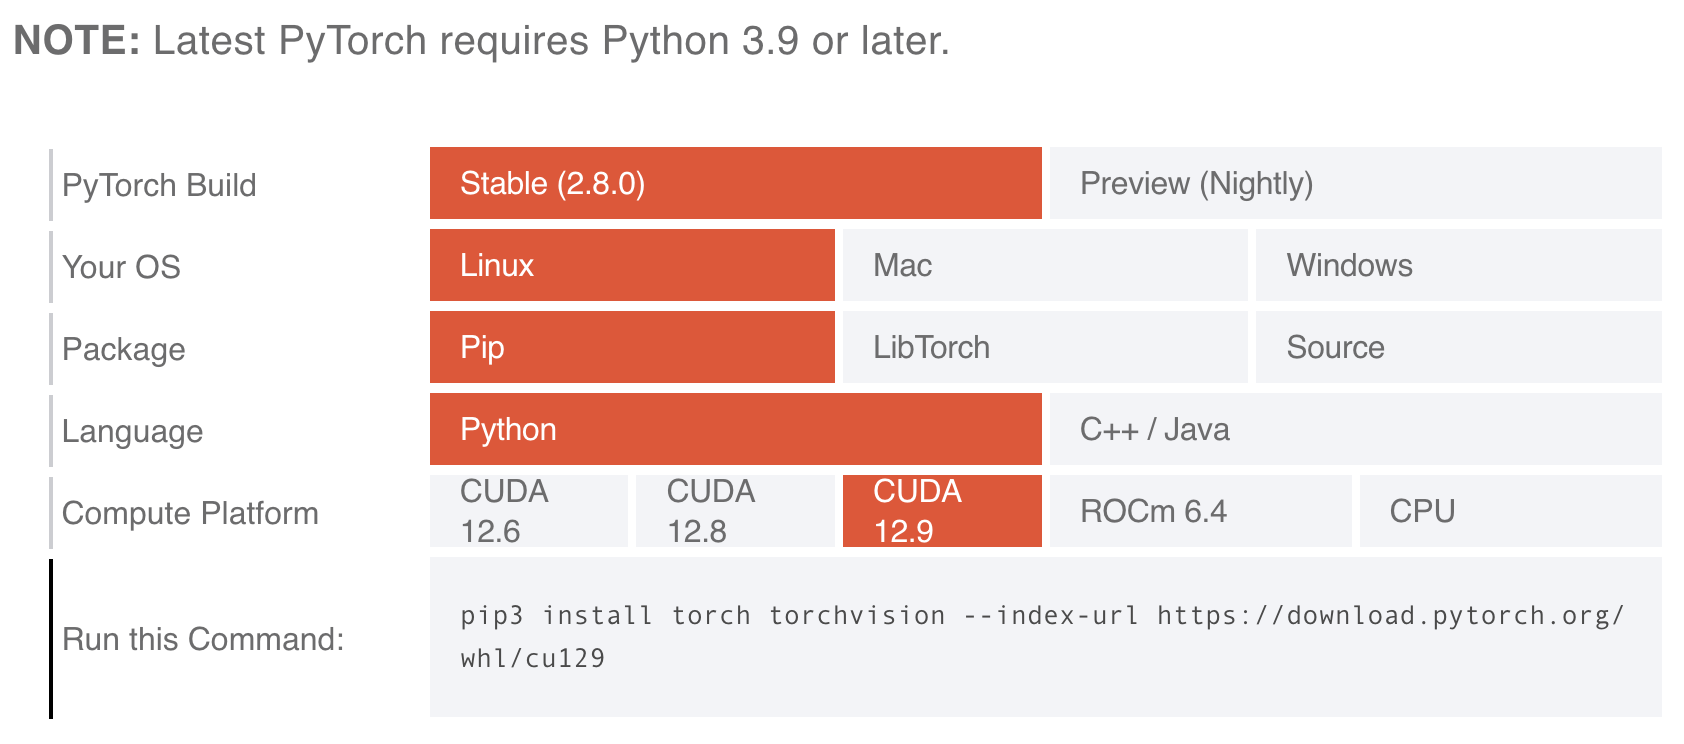 NOTE: Latest PyTorch requires Python 3.9 or later.
PyTorch Build
Stable (2.8.0)
Preview (Nightly)
Your OS
Linux
Mac
Windows
Package
Pip
LibTorch
Source
Language
Python
C++ / Java
Compute Platform
CUDA
12.6
CUDA
12.8
CUDA
12.9
ROCm 6.4
CPU
Run this Command:
pip3 install torch torchvision --index-url https://download.pytorch.org/
whl/cu129